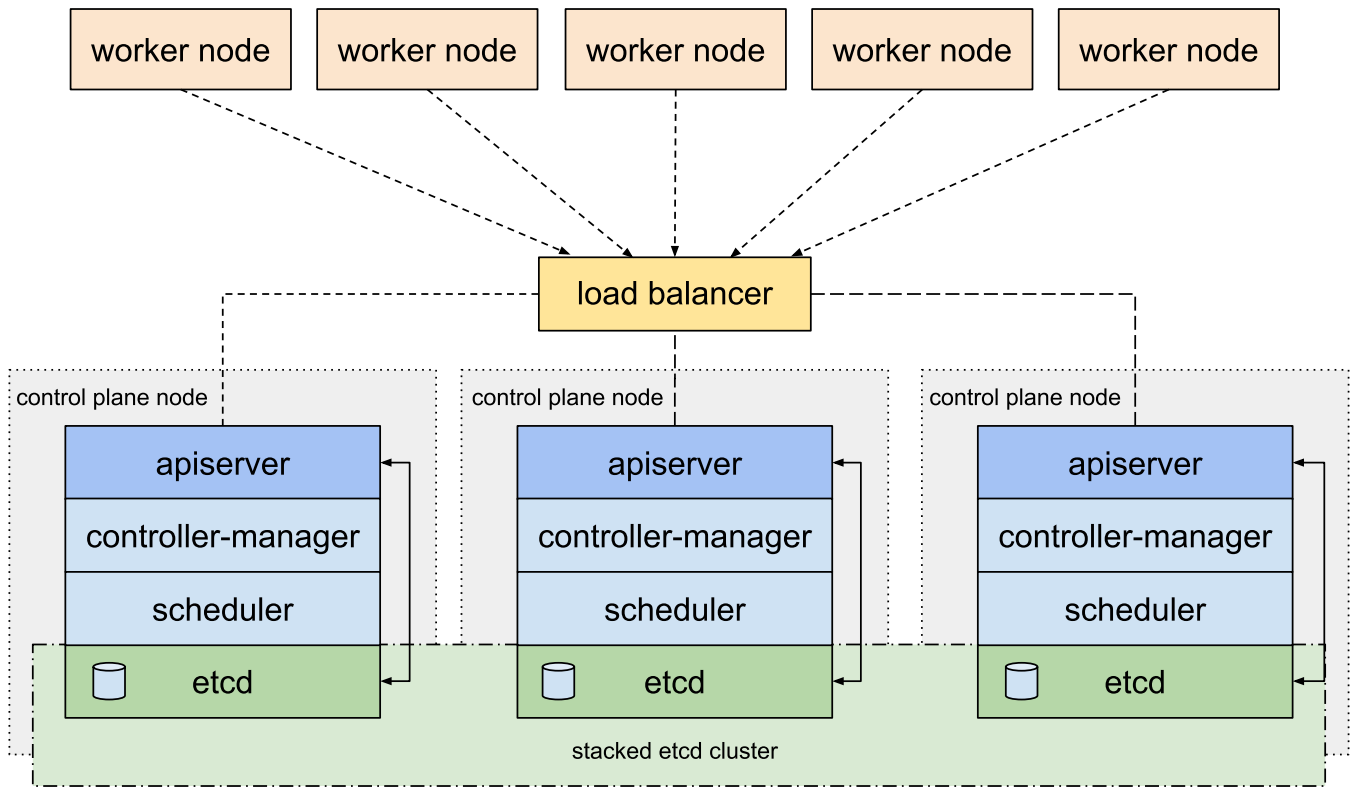 worker node
worker node
worker node
worker node
worker node
load balancer
control plane node
control plane node
control plane node
apiserver
apiserver
apiserver
controller-manager
controller-manager
controller-manager
scheduler
scheduler
scheduler
etcd
etcd
etcd
stacked etcd cluster